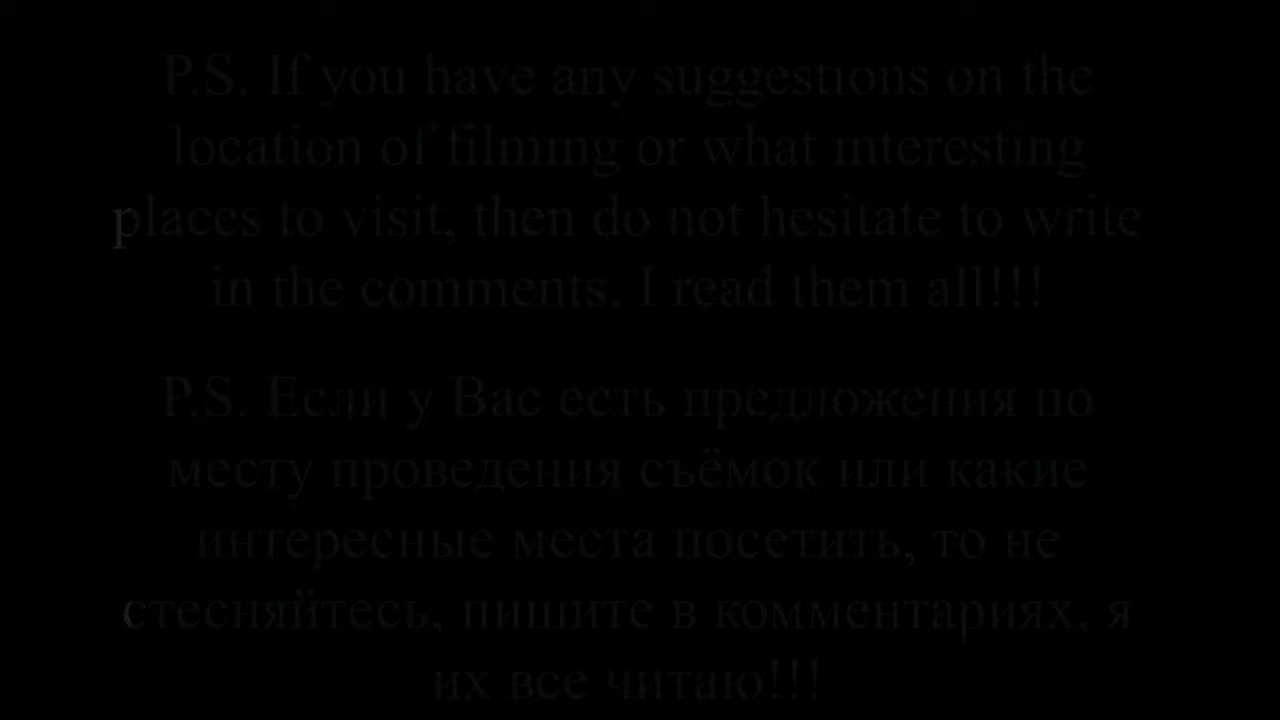 P.S. If you have any suggestions on the
location of filming or what interesting
places to visit, then do not hesitate to write
in the comments. I read them all!!!
P.S. Если у Вас есть предложения по
месту проведения съёмок или какие
интересные места посетить, то не
стесняйтесь, пишите в комментариях, я
их все читаю!!!